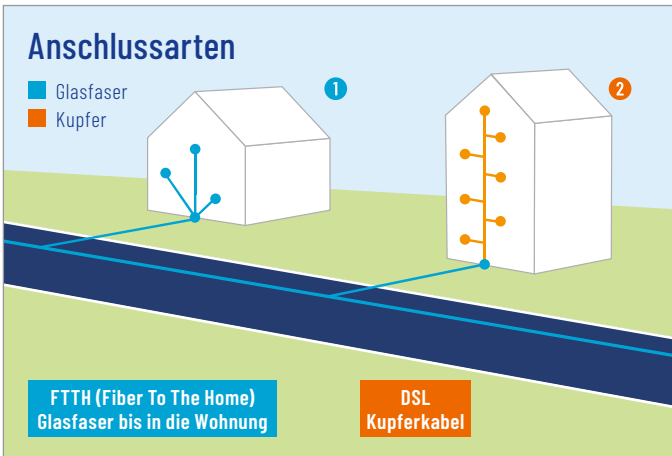 Anschlussarten
Glasfaser
Kupfer
1
2
FTTH (Fiber To The Home)
Glasfaser bis in die Wohnung
DSL
Kupferkabel